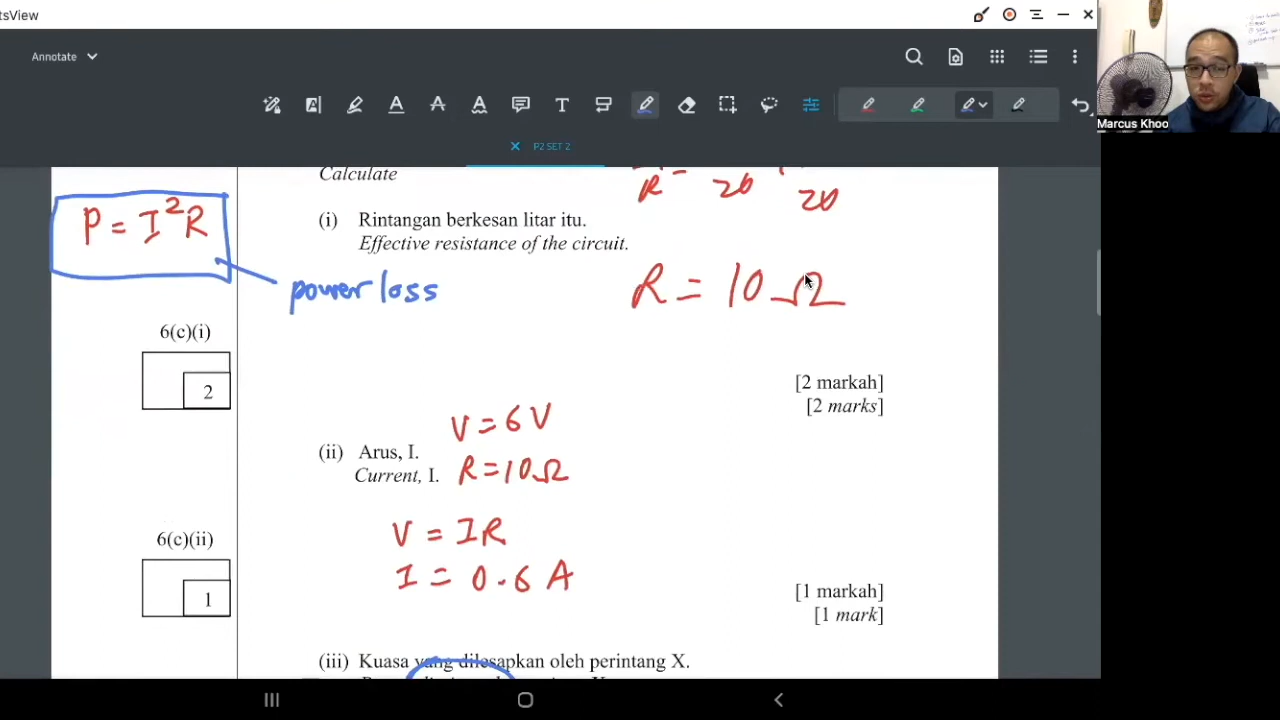 tsView
Annotate
P2 SET 2
Marcus Khoo
Calculate
R = 20 20
(i) Rintangan berkesan litar itu.
Effective resistance of the circuit.
P = I²R
power loss
R = 10 Ω
6(c)(i)
2
[2 markah]
[2 marks]
V = 6 V
(ii) Arus, I.
Current, I.
R = 10 Ω
V = IR
I = 0.6 A
6(c)(ii)
1
[1 markah]
[1 mark]
(iii) Kuasa yang dilesapkan oleh perintang X.